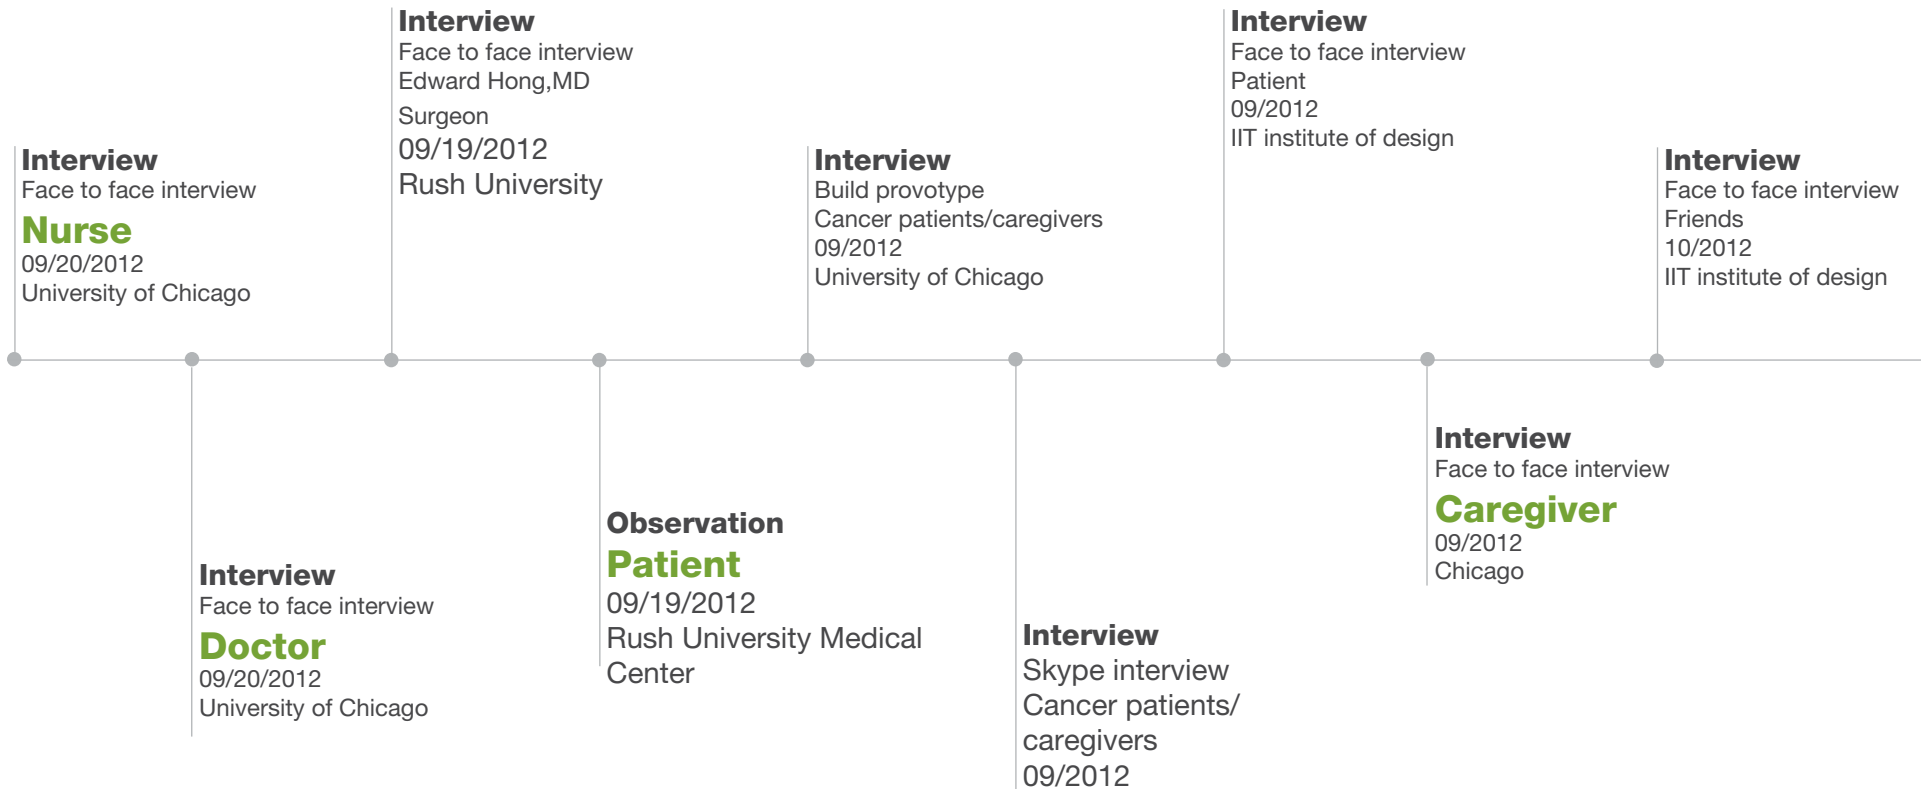 Interview
Face to face interview
Nurse
09/20/2012
University of Chicago
Interview
Face to face interview
Doctor
09/20/2012
University of Chicago
Interview
Face to face interview
Edward Hong,MD
Surgeon
09/19/2012
Rush University
Observation
Patient
09/19/2012
Rush University Medical
Center
Interview
Build provotype
Cancer patients/caregivers
09/2012
University of Chicago
Interview
Skype interview
Cancer patients/
caregivers
09/2012
Interview
Face to face interview
Patient
09/2012
IIT institute of design
Interview
Face to face interview
Caregiver
09/2012
Chicago
Interview
Face to face interview
Friends
10/2012
IIT institute of design